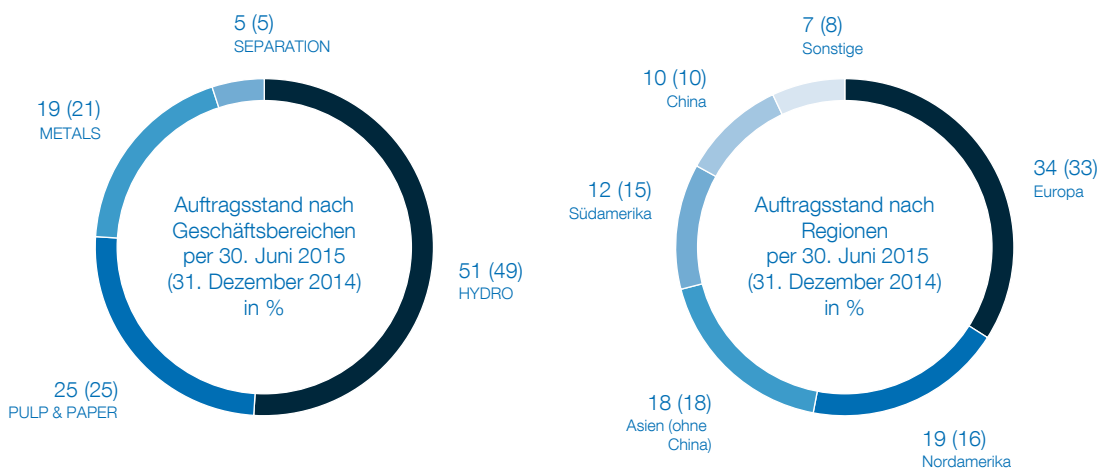 5 (5)
SEPARATION
19 (21)
METALS
Auftragsstand nach
Geschäftsbereichen
per 30. Juni 2015
(31. Dezember 2014)
in %
51 (49)
HYDRO
25 (25)
PULP & PAPER
7 (8)
Sonstige
10 (10)
China
34 (33)
Europa
12 (15)
Südamerika
Auftragsstand nach
Regionen
per 30. Juni 2015
(31. Dezember 2014)
in %
18 (18)
Asien (ohne
China)
19 (16)
Nordamerika